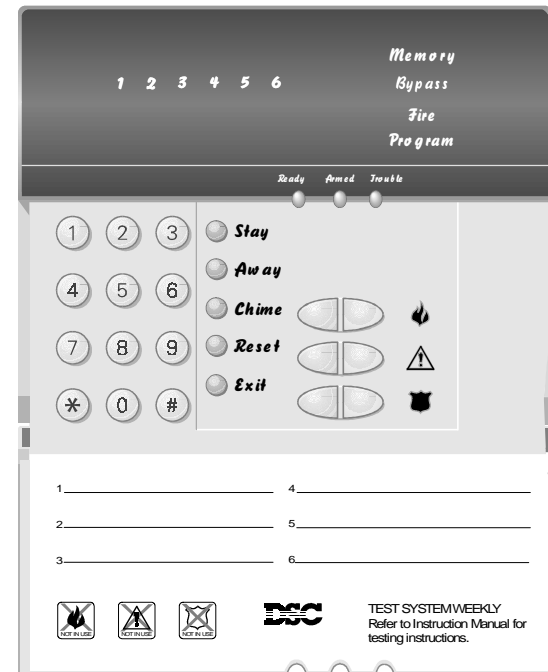 Memory
1 2 3 4 5 6 Bypass
Fire
Program
Ready Armed Trouble
1 2 3 Stay
Away
4 5 6
Chime
7 8 9 Reset
Exit
* 0 #
1 4
2 5
3 6
NOT IN USE NOT IN USE NOT IN USE
DSC
TEST SYSTEM WEEKLY
Refer to Instruction Manual for
testing instructions.